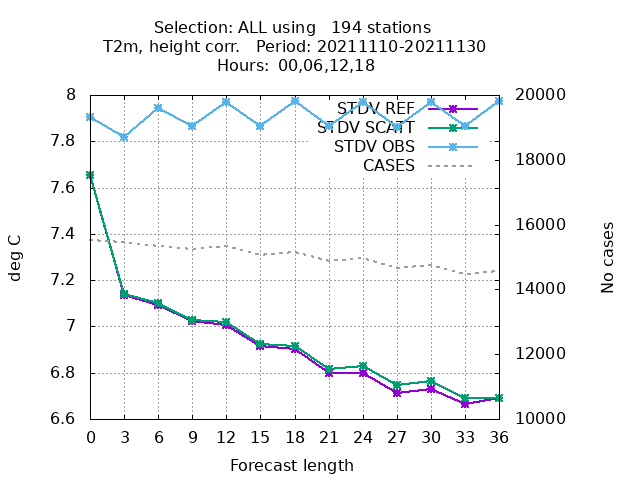 Selection: ALL using   194 stations
T2m, height corr.   Period: 20211110-20211130
Hours:  00,06,12,18
8
7.8
7.6
7.4
7.2
7
6.8
6.6
20000
18000
16000
14000
12000
10000
STDV REF
STDV SCATT
STDV OBS
CASES
deg C
No cases
0 3 6 9 12 15 18 21 24 27 30 33 36
Forecast length